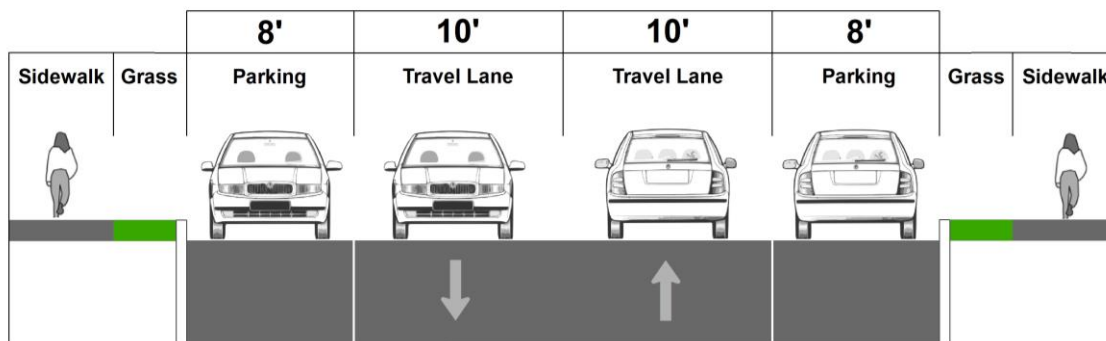 8' 10' 10' 8'
Sidewalk Grass Parking Travel Lane Travel Lane Parking Grass Sidewalk